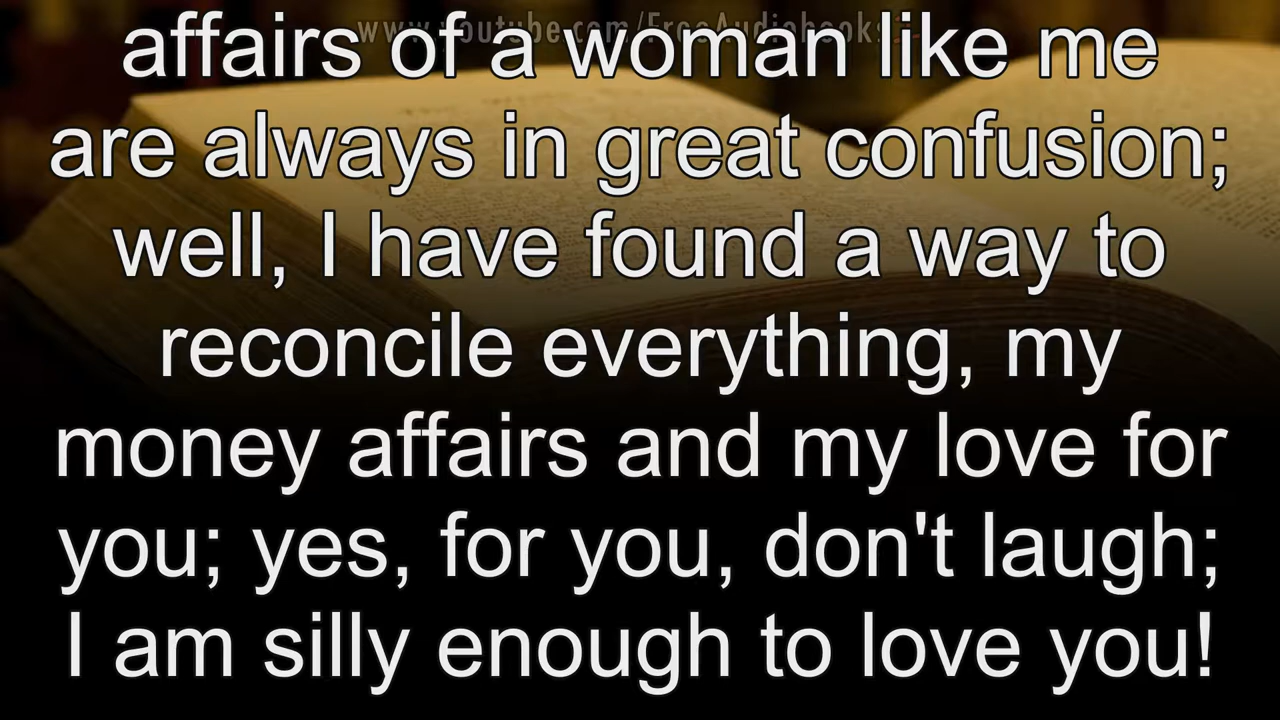 www.youtube.com/FreeAudiobooks
affairs of a woman like me
are always in great confusion;
well, I have found a way to
reconcile everything, my
money affairs and my love for
you; yes, for you, don't laugh;
I am silly enough to love you!